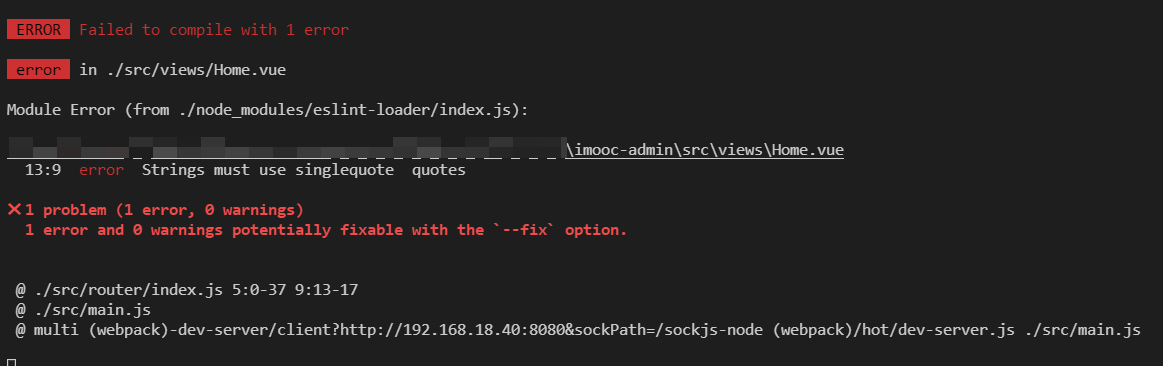 ERROR Failed to compile with 1 error
error in ./src/views/Home.vue
Module Error (from ./node_modules/eslint-loader/index.js):
\imooc-admin\src\views\Home.vue
13:9 error Strings must use singlequote quotes
✕ 1 problem (1 error, 0 warnings)
1 error and 0 warnings potentially fixable with the `--fix` option.
@ ./src/router/index.js 5:0-37 9:13-17
@ ./src/main.js
@ multi (webpack)-dev-server/client?http://192.168.18.40:8080&sockPath=/sockjs-node (webpack)/hot/dev-server.js ./src/main.js